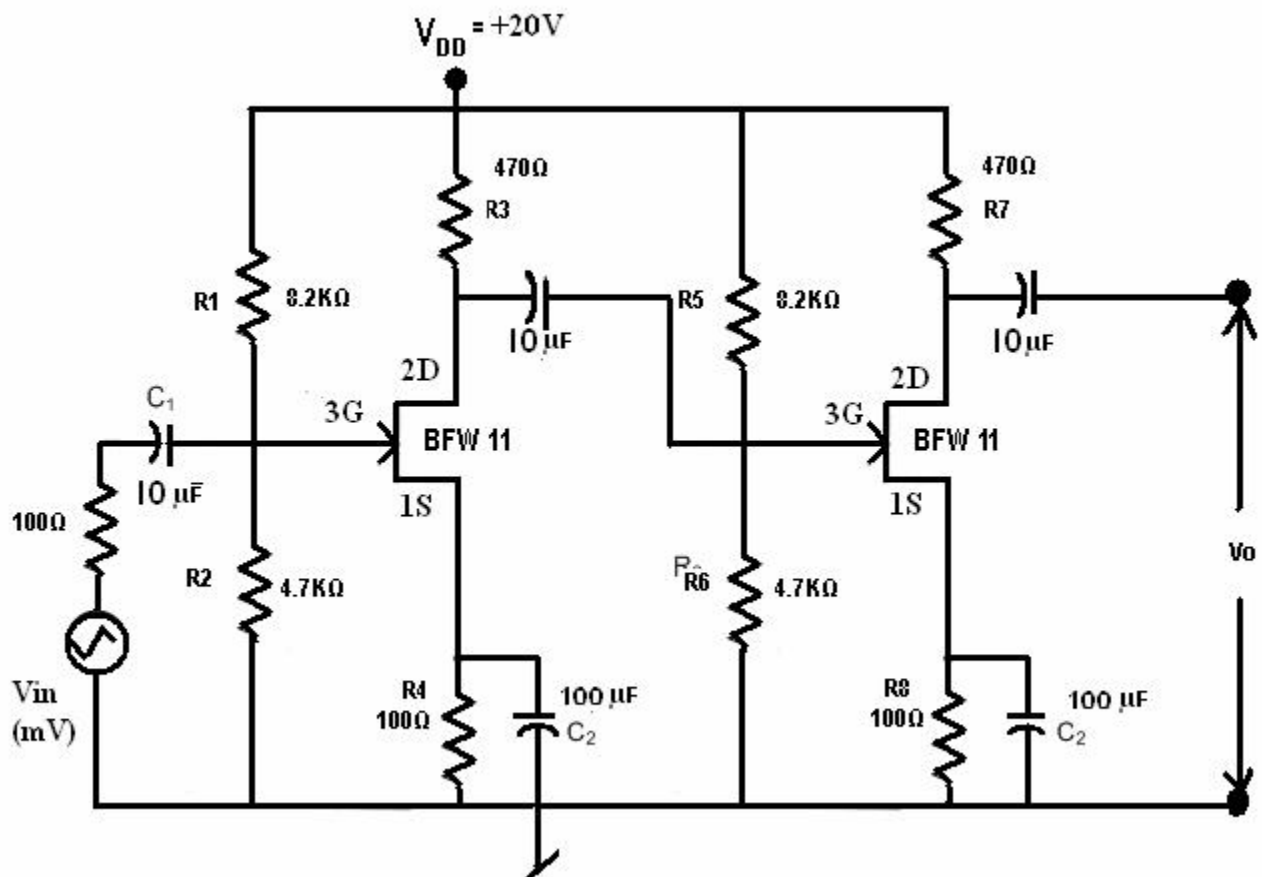 V_DD = +20V
470Ω
R3
470Ω
R7
R1
8.2KΩ
R5
8.2KΩ
10 µF
10 µF
2D
2D
C₁
3G
BFW 11
3G
BFW 11
10 µF
1S
1S
100Ω
Vo
R2
4.7KΩ
R6
4.7KΩ
Vin
(mV)
R4
100Ω
100 µF
C₂
R8
100Ω
100 µF
C₂